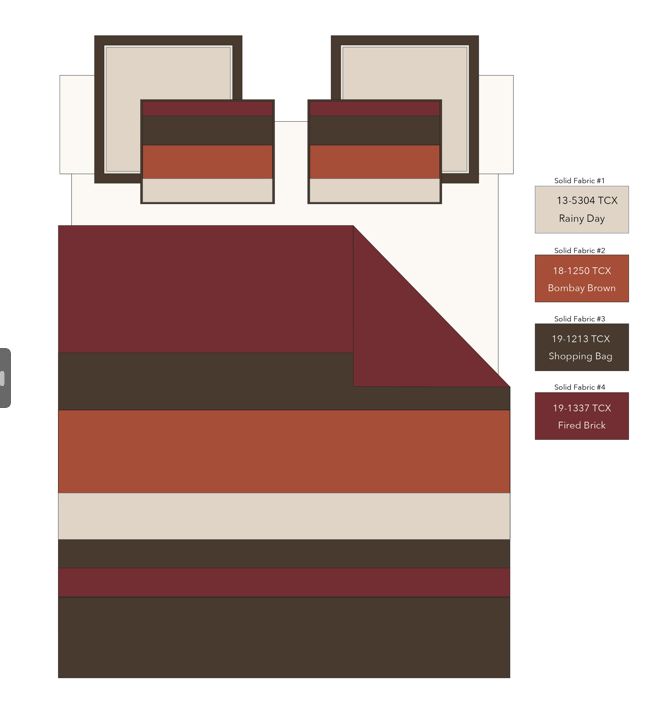 Solid Fabric #1
13-5304 TCX
Rainy Day
Solid Fabric #2
18-1250 TCX
Bombay Brown
Solid Fabric #3
19-1213 TCX
Shopping Bag
Solid Fabric #4
19-1337 TCX
Fired Brick